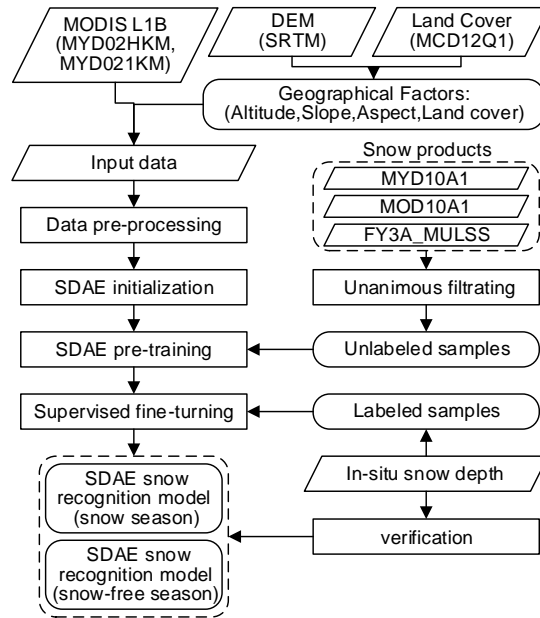 MODIS L1B
(MYD02HKM,
MYD021KM)
DEM
(SRTM)
Land Cover
(MCD12Q1)
Geographical Factors:
(Altitude,Slope,Aspect,Land cover)
Input data
Snow products
MYD10A1
MOD10A1
FY3A_MULSS
Data pre-processing
SDAE initialization
Unanimous filtrating
SDAE pre-training
Unlabeled samples
Supervised fine-turning
Labeled samples
SDAE snow
recognition model
(snow season)
In-situ snow depth
verification
SDAE snow
recognition model
(snow-free season)